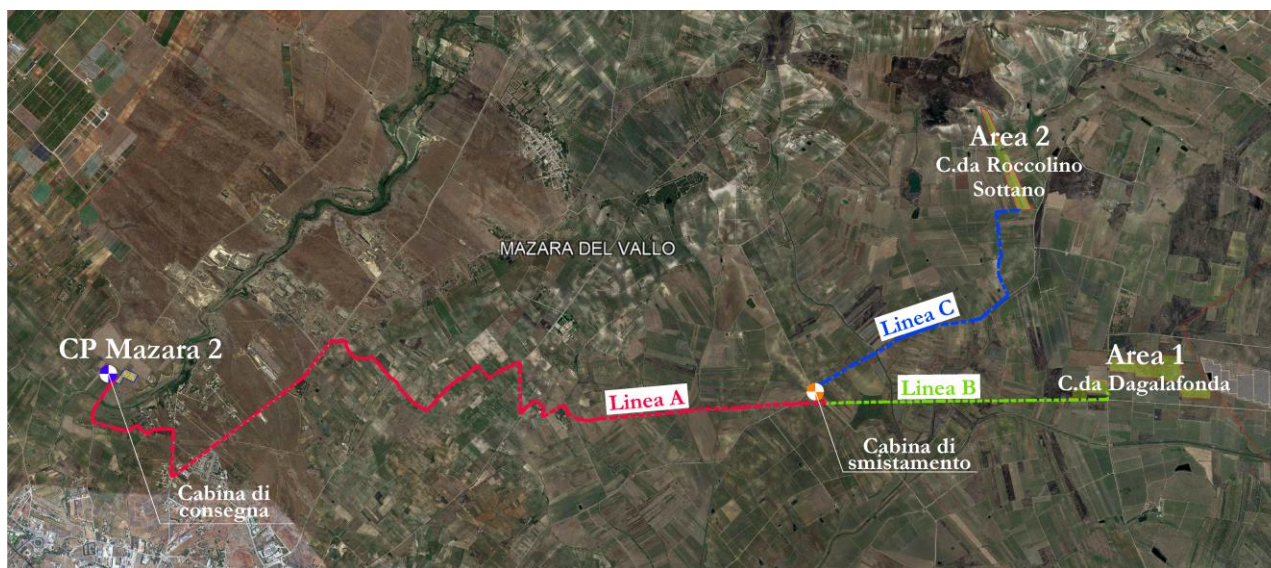 Area 2
C.da Roccolino
Sottano
MAZARA DEL VALLO
Linea C
CP Mazara 2
Area 1
C.da Dagalafonda
Linea A
Linea B
Cabina di
smistamento
Cabina di
consegna